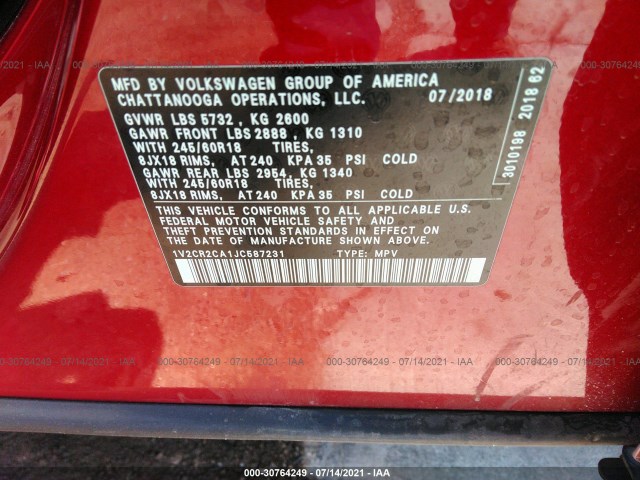 MFD BY VOLKSWAGEN GROUP OF AMERICA
CHATTANOOGA OPERATIONS, LLC. 07/2018
GVWR LBS 5732 , KG 2600
GAWR FRONT LBS 2888 , KG 1310
WITH 245/60R18 TIRES,
8JX18 RIMS, AT 240 KPA 35 PSI COLD
GAWR REAR LBS 2954, KG 1340
WITH 245/60R18 TIRES,
8JX18 RIMS, AT 240 KPA 35 PSI COLD
THIS VEHICLE CONFORMS TO ALL APPLICABLE U.S.
FEDERAL MOTOR VEHICLE SAFETY AND
THEFT PREVENTION STANDARDS IN EFFECT ON
THE DATE OF MANUFACTURE SHOWN ABOVE.
1V2CR2CA1JC587231 TYPE: MPV
3010198 2018 62
000-30764249 - 07/14/2021 - IAA